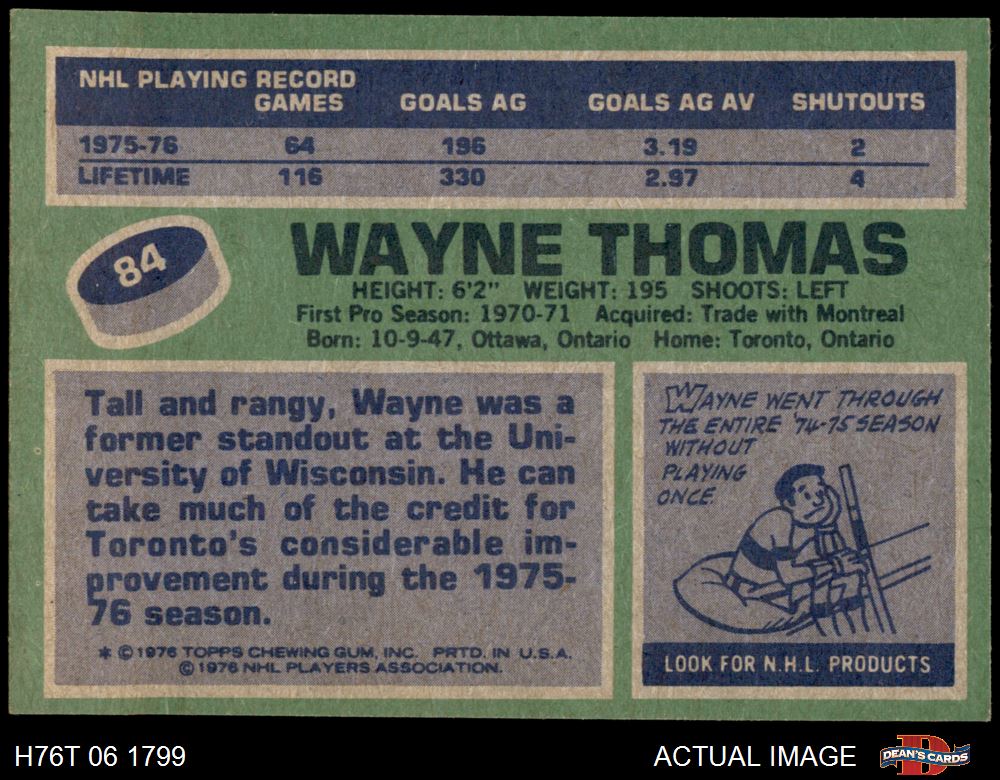 NHL PLAYING RECORD
GAMES GOALS AG GOALS AG AV SHUTOUTS
1975-76 64 196 3.19 2
LIFETIME 116 330 2.97 4
84
WAYNE THOMAS
HEIGHT: 6'2" WEIGHT: 195 SHOOTS: LEFT
First Pro Season: 1970-71 Acquired: Trade with Montreal
Born: 10-9-47, Ottawa, Ontario Home: Toronto, Ontario
Tall and rangy, Wayne was a
former standout at the Uni-
versity of Wisconsin. He can
take much of the credit for
Toronto's considerable im-
provement during the 1975-
76 season.
* © 1976 TOPPS CHEWING GUM, INC. PRTD. IN U.S.A.
© 1976 NHL PLAYERS ASSOCIATION.
WAYNE WENT THROUGH
THE ENTIRE '74-75 SEASON
WITHOUT
PLAYING
ONCE.
LOOK FOR N.H.L. PRODUCTS
H76T 06 1799
ACTUAL IMAGE
D
DEAN'S CARDS